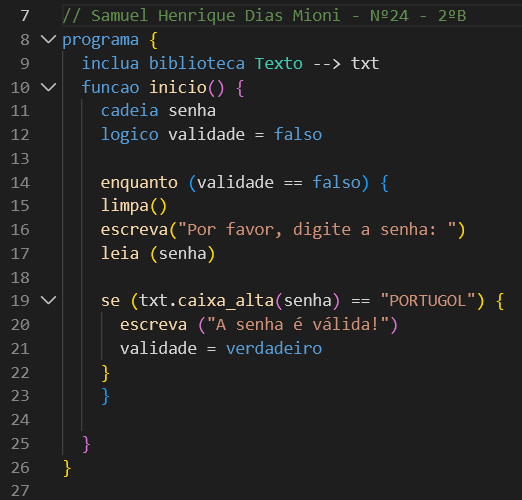 7 // Samuel Henrique Dias Mioni - Nº24 - 2ºB
8 programa {
9 inclua biblioteca Texto --> txt
10 funcao inicio() {
11 cadeia senha
12 logico validade = falso
13
14 enquanto (validade == falso) {
15 limpa()
16 escreva("Por favor, digite a senha: ")
17 leia (senha)
18
19 se (txt.caixa_alta(senha) == "PORTUGOL") {
20 escreva ("A senha é válida!")
21 validade = verdadeiro
22 }
23 }
24
25 }
26 }
27